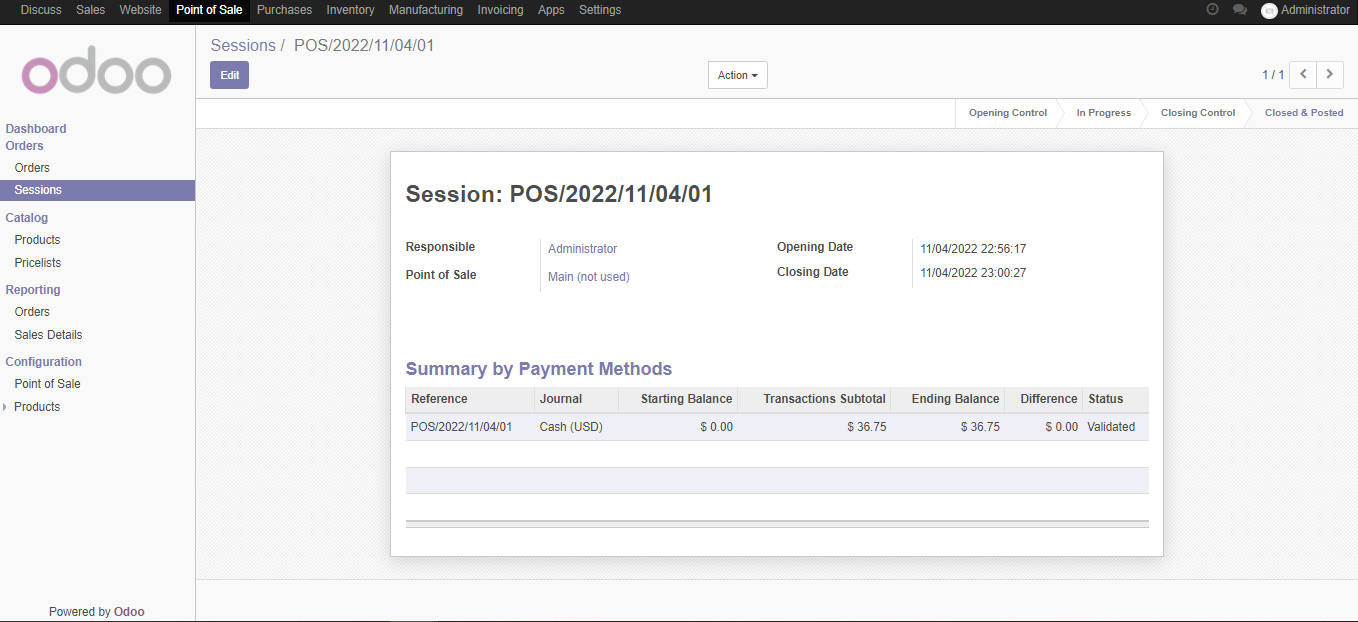 Discuss Sales Website Point of Sale Purchases Inventory Manufacturing Invoicing Apps Settings Administrator
odoo
Sessions / POS/2022/11/04/01
Edit Action 1 / 1
Opening Control In Progress Closing Control Closed & Posted
Dashboard
Orders
Orders
Sessions
Catalog
Products
Pricelists
Reporting
Orders
Sales Details
Configuration
Point of Sale
Products
Powered by Odoo
Session: POS/2022/11/04/01
Responsible Administrator Opening Date 11/04/2022 22:56:17
Point of Sale Main (not used) Closing Date 11/04/2022 23:00:27
Summary by Payment Methods
Reference Journal Starting Balance Transactions Subtotal Ending Balance Difference Status
POS/2022/11/04/01 Cash (USD) $ 0.00 $ 36.75 $ 36.75 $ 0.00 Validated